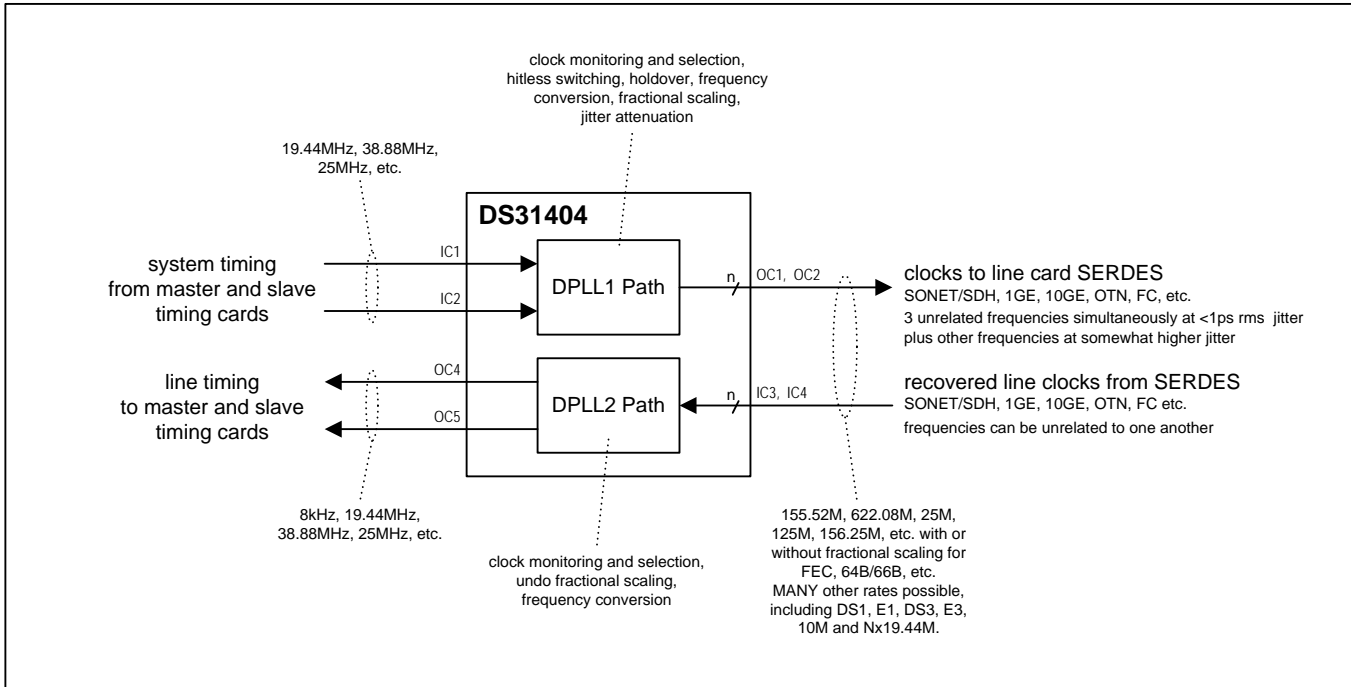 clock monitoring and selection,
hitless switching, holdover, frequency
conversion, fractional scaling,
jitter attenuation
19.44MHz, 38.88MHz,
25MHz, etc.
DS31404
system timing
from master and slave
timing cards
IC1
IC2
DPLL1 Path
n
OC1, OC2
clocks to line card SERDES
SONET/SDH, 1GE, 10GE, OTN, FC, etc.
3 unrelated frequencies simultaneously at <1ps rms jitter
plus other frequencies at somewhat higher jitter
line timing
to master and slave
timing cards
OC4
OC5
DPLL2 Path
n
IC3, IC4
recovered line clocks from SERDES
SONET/SDH, 1GE, 10GE, OTN, FC etc.
frequencies can be unrelated to one another
8kHz, 19.44MHz,
38.88MHz, 25MHz, etc.
clock monitoring and selection,
undo fractional scaling,
frequency conversion
155.52M, 622.08M, 25M,
125M, 156.25M, etc. with or
without fractional scaling for
FEC, 64B/66B, etc.
MANY other rates possible,
including DS1, E1, DS3, E3,
10M and Nx19.44M.